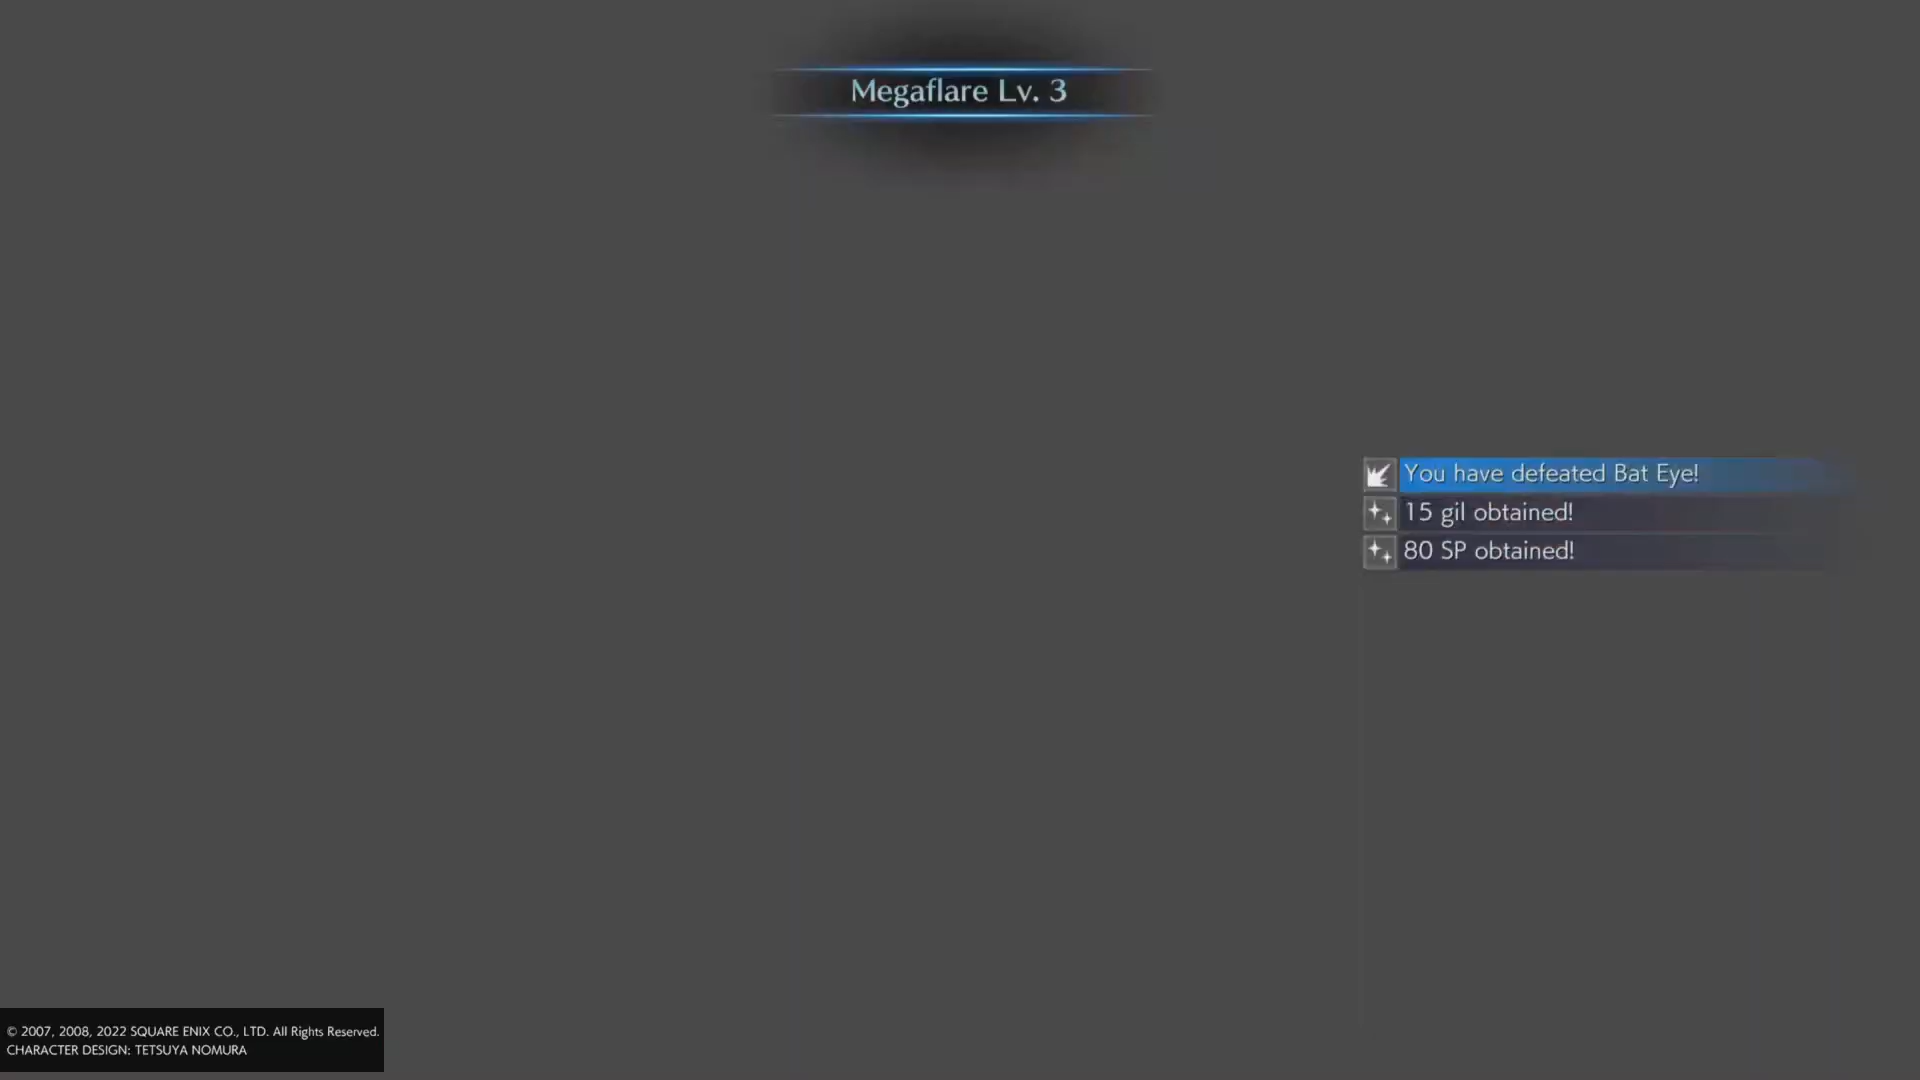 Megaflare Lv. 3
You have defeated Bat Eye!
15 gil obtained!
80 SP obtained!
© 2007, 2008, 2022 SQUARE ENIX CO., LTD. All Rights Reserved.
CHARACTER DESIGN: TETSUYA NOMURA